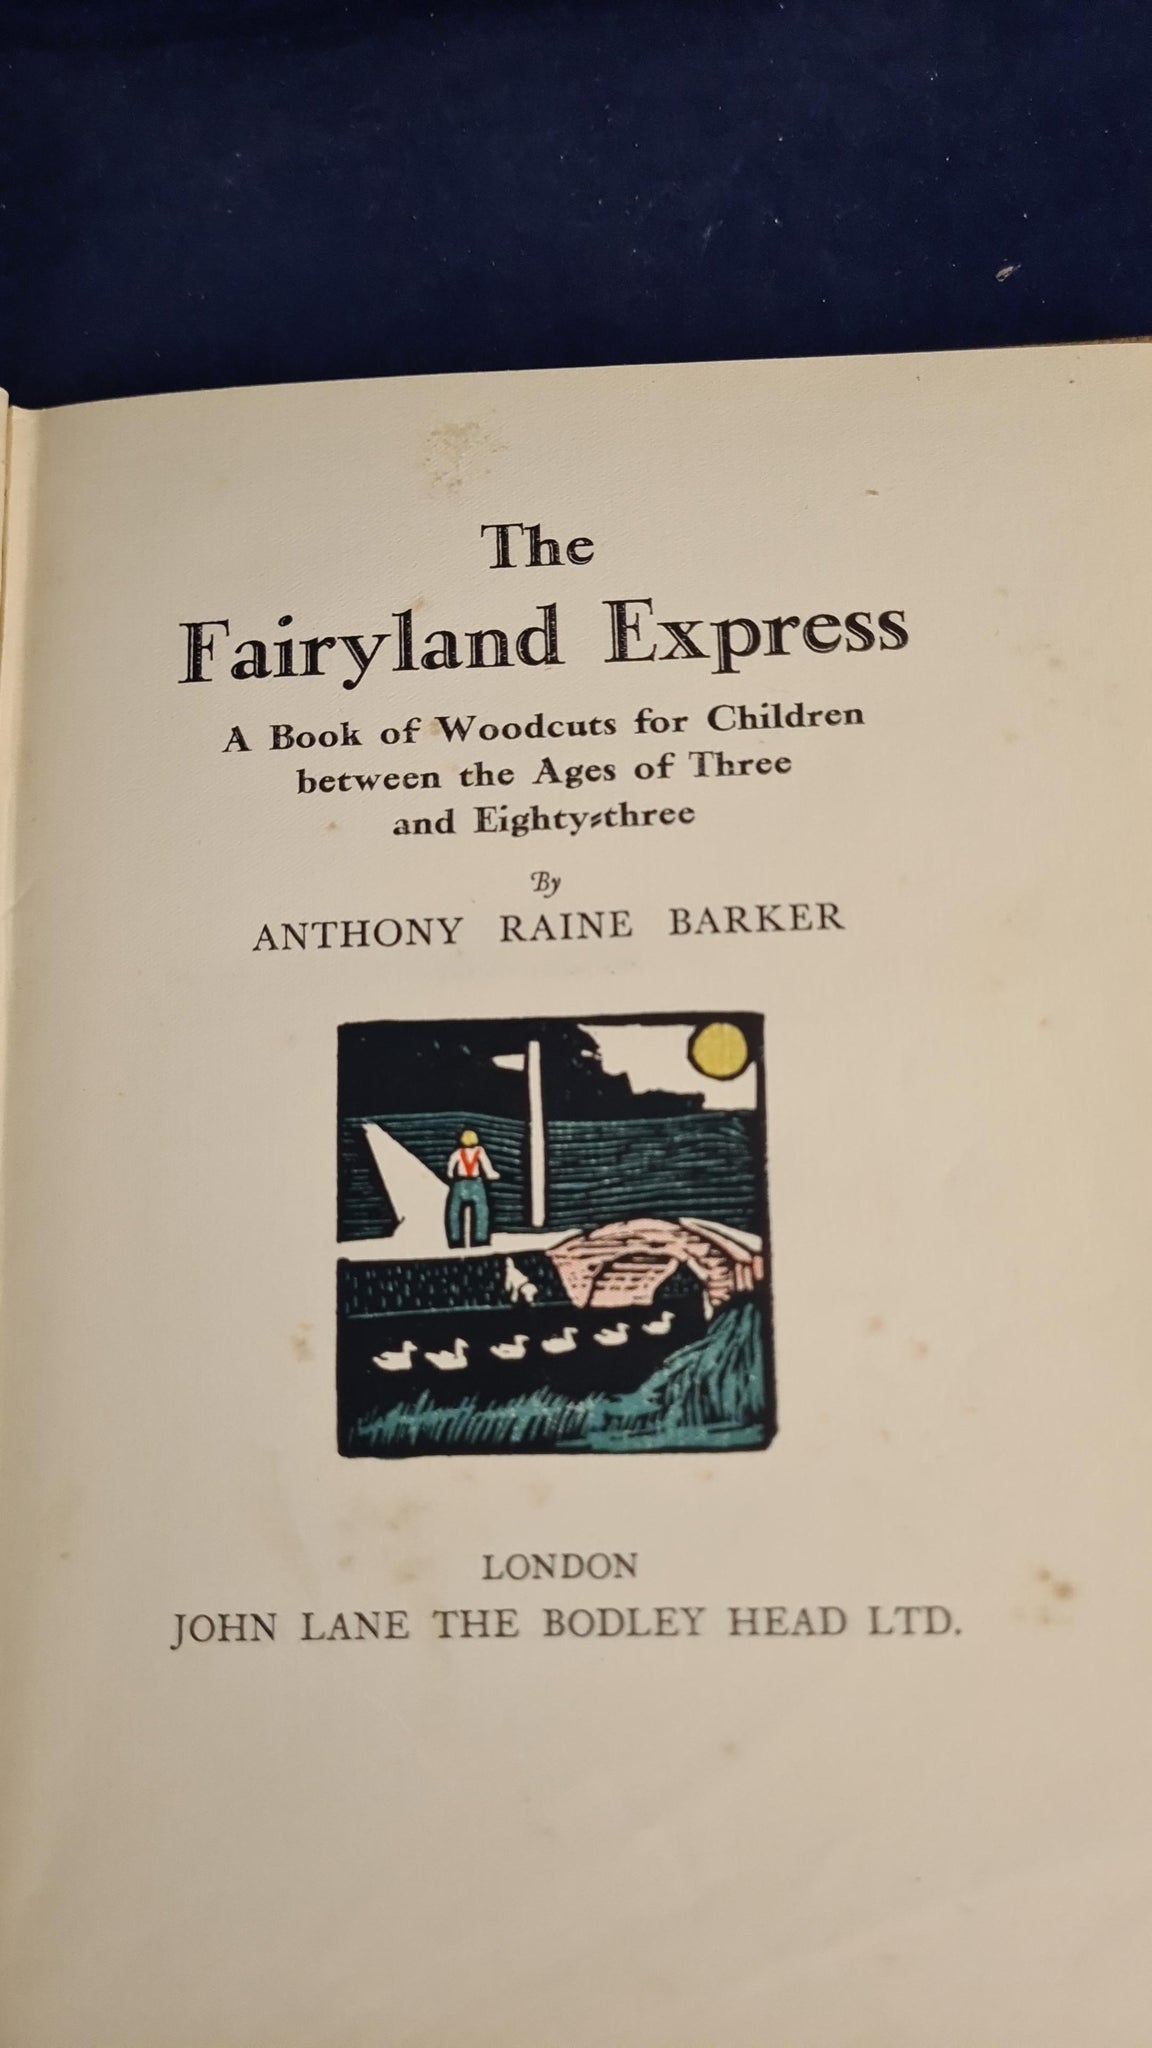 The
Fairyland Express
A Book of Woodcuts for Children
between the Ages of Three
and Eighty-three
By
ANTHONY RAINE BARKER
LONDON
JOHN LANE THE BODLEY HEAD LTD.